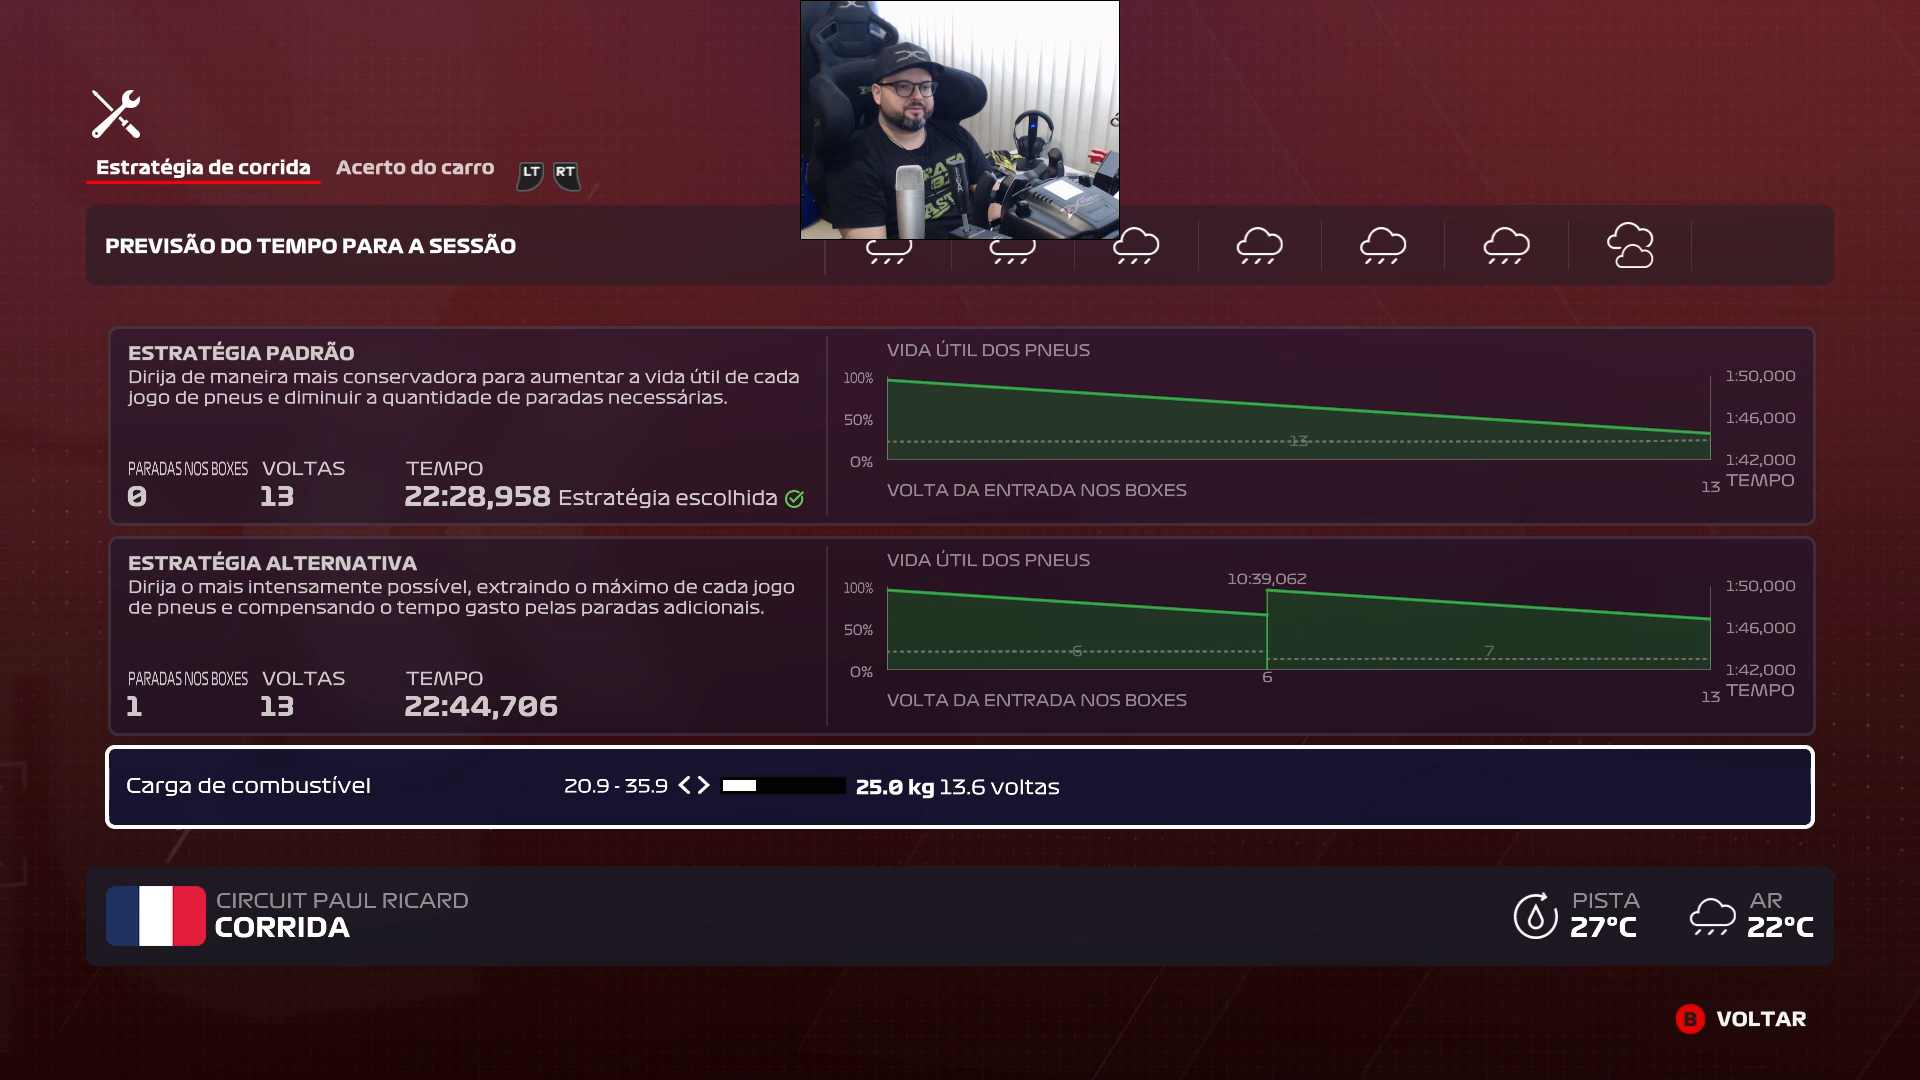 Estratégia de corrida Acerto do carro LT RT
PREVISÃO DO TEMPO PARA A SESSÃO
ESTRATÉGIA PADRÃO
Dirija de maneira mais conservadora para aumentar a vida útil de cada
jogo de pneus e diminuir a quantidade de paradas necessárias.
PARADAS NOS BOXES VOLTAS TEMPO
0 13 22:28,958 Estratégia escolhida
VIDA ÚTIL DOS PNEUS
100% 1:50,000
50% 1:46,000
13
0% 1:42,000
VOLTA DA ENTRADA NOS BOXES 13 TEMPO
ESTRATÉGIA ALTERNATIVA
Dirija o mais intensamente possível, extraindo o máximo de cada jogo
de pneus e compensando o tempo gasto pelas paradas adicionais.
PARADAS NOS BOXES VOLTAS TEMPO
1 13 22:44,706
VIDA ÚTIL DOS PNEUS
10:39,062
100% 1:50,000
50% 1:46,000
6 7
0% 6 1:42,000
VOLTA DA ENTRADA NOS BOXES 13 TEMPO
Carga de combustível 20.9 - 35.9 25.0 kg 13.6 voltas
CIRCUIT PAUL RICARD
CORRIDA
PISTA
27°C
AR
22°C
B VOLTAR